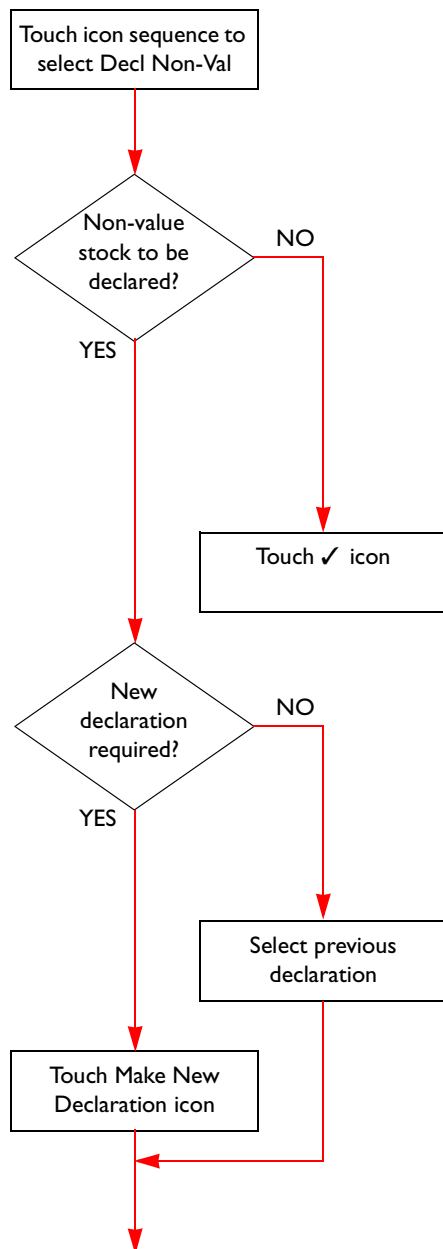 Touch icon sequence to
select Decl Non-Val
Non-value
stock to be
declared?
NO
YES
Touch ✓ icon
New
declaration
required?
NO
YES
Select previous
declaration
Touch Make New
Declaration icon